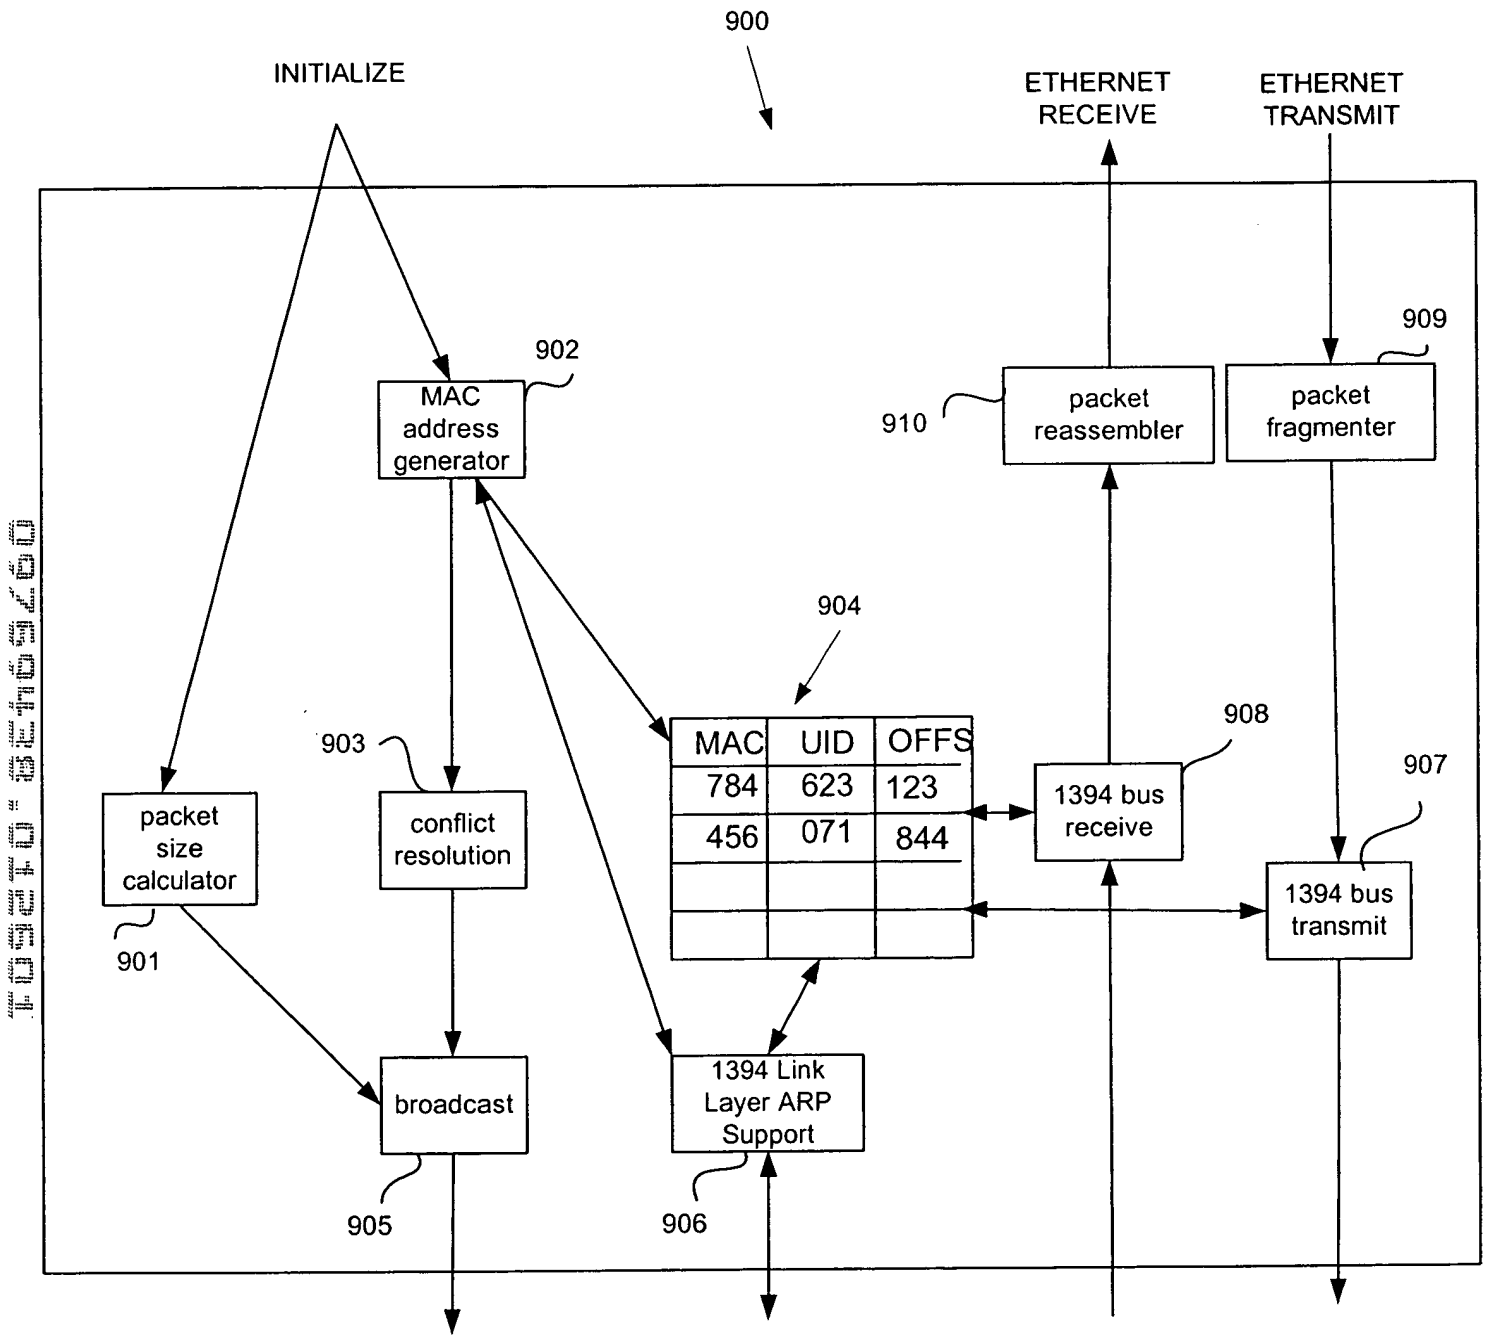 900
INITIALIZE
ETHERNET
RECEIVE
ETHERNET
TRANSMIT
902
MAC
address
generator
910
packet
reassembler
909
packet
fragmenter
904
903
conflict
resolution
packet
size
calculator
901
MAC UID OFFS
784 623 123
456 071 844
908
1394 bus
receive
907
1394 bus
transmit
broadcast
905
1394 Link
Layer ARP
Support
906
09769438.012501